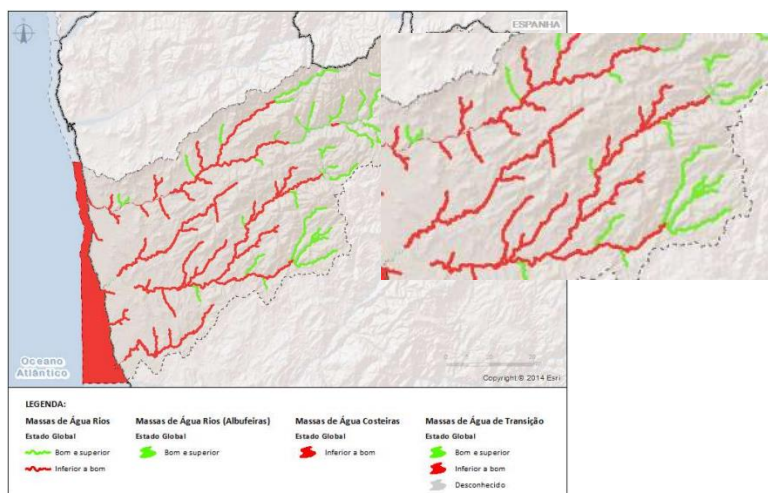 ESPANHA
Oceano
Atlântico
Copyright © 2014 Esri
LEGENDA:
Massas de Água Rios
Estado Global
Bom e superior
Inferior a bom
Massas de Água Rios (Albufeiras)
Estado Global
Bom e superior
Massas de Água Costeiras
Estado Global
Inferior a bom
Massas de Água de Transição
Estado Global
Bom e superior
Inferior a bom
Desconhecido